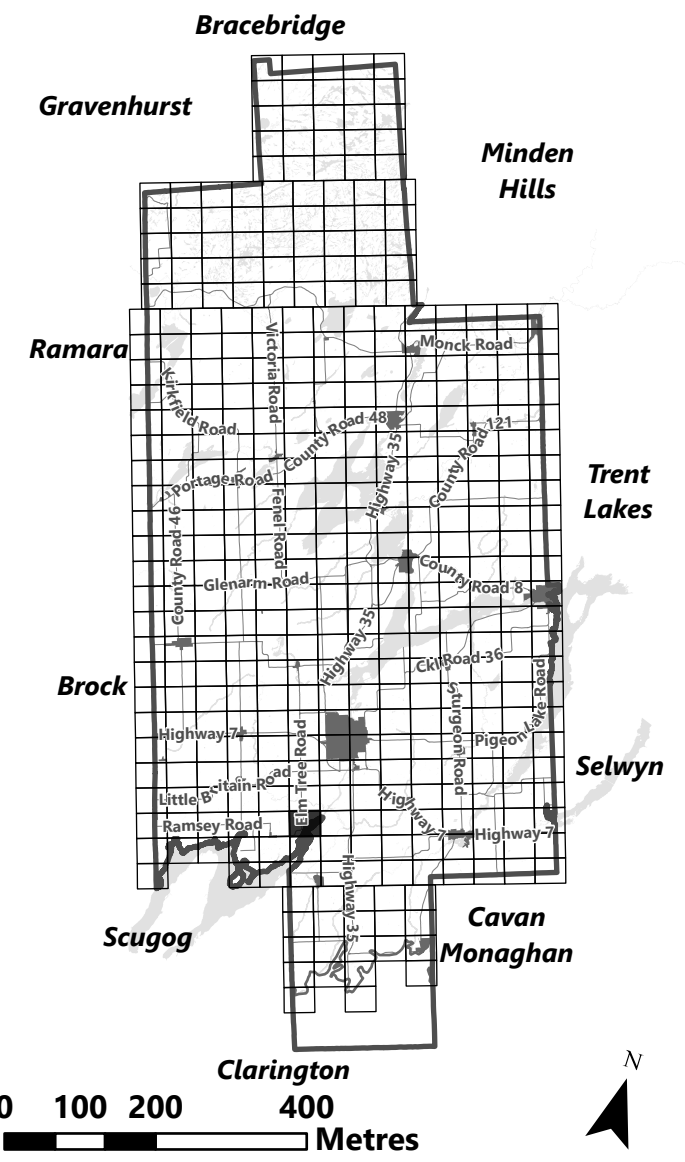 Bracebridge
Gravenhurst
Minden
Hills
Ramara
Victoria Road
Monck Road
Kirkfield Road
County Road 48
Highway 35
County Road 121
Portage Road
Trent
Lakes
Fenel Road
County Road 46
Glenarm Road
County Road 8
Highway 35
Ckl Road 36
Brock
Sturgeon Road
Pigeon Lake Road
Highway 7
Elm Tree Road
Selwyn
Little Britain Road
Highway 7
Ramsey Road
Highway 7
Highway 35
Scugog
Cavan
Monaghan
Clarington
N
0 100 200 400
Metres